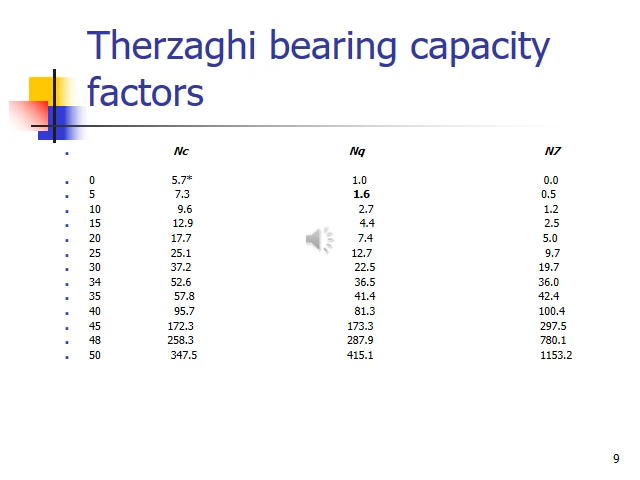 Therzaghi bearing capacity
factors
Nc Nq N7
0 5.7* 1.0 0.0
5 7.3 1.6 0.5
10 9.6 2.7 1.2
15 12.9 4.4 2.5
20 17.7 7.4 5.0
25 25.1 12.7 9.7
30 37.2 22.5 19.7
34 52.6 36.5 36.0
35 57.8 41.4 42.4
40 95.7 81.3 100.4
45 172.3 173.3 297.5
48 258.3 287.9 780.1
50 347.5 415.1 1153.2
9